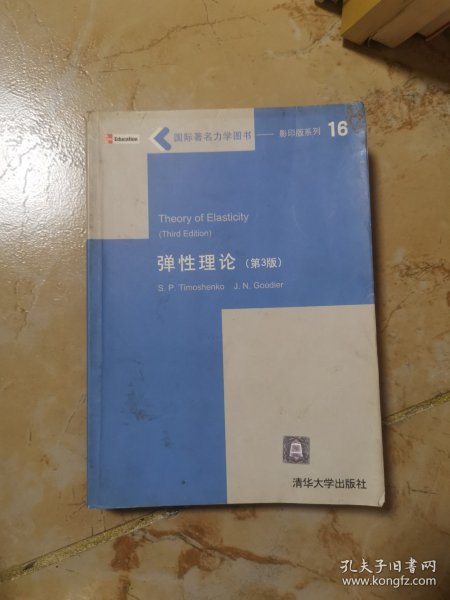 Education
国际著名力学图书 —— 影印版系列 16
Theory of Elasticity
(Third Edition)
弹性理论 (第3版)
S. P. Timoshenko J. N. Goodier
清华大学出版社
孔夫子旧书网
www.kongfz.com